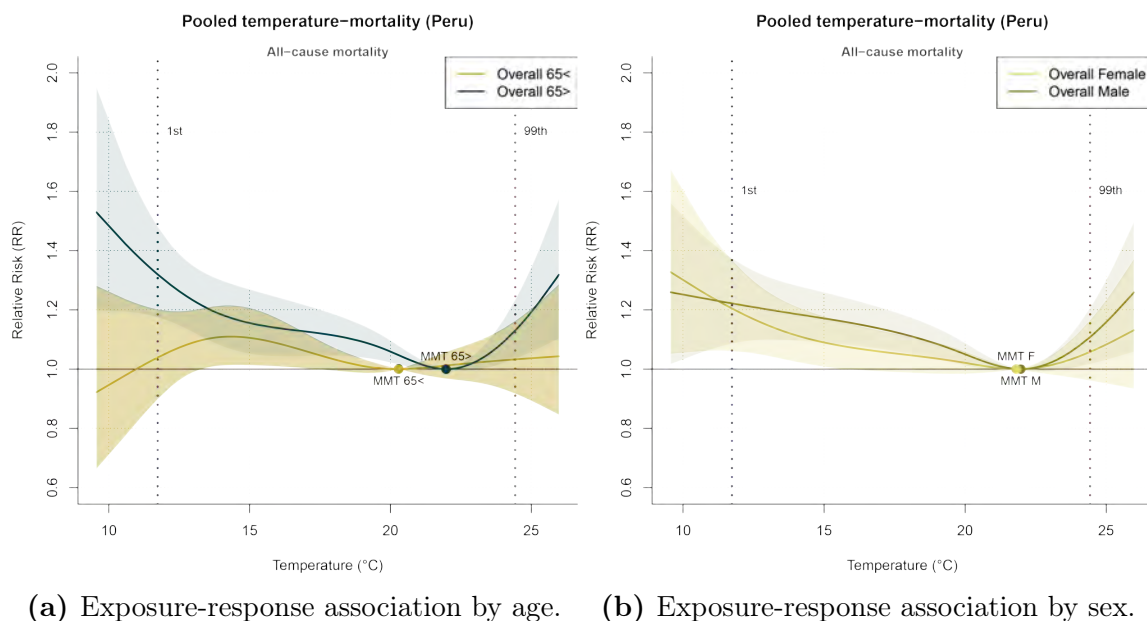 Pooled temperature−mortality (Peru)
All−cause mortality
Overall 65<
Overall 65>
1st
99th
MMT 65>
MMT 65<
Relative Risk (RR)
2.0
1.8
1.6
1.4
1.2
1.0
0.8
0.6
10
15
20
25
Temperature (°C)
(a) Exposure-response association by age.
Pooled temperature−mortality (Peru)
All−cause mortality
Overall Female
Overall Male
1st
99th
MMT F
MMT M
Relative Risk (RR)
2.0
1.8
1.6
1.4
1.2
1.0
0.8
0.6
10
15
20
25
Temperature (°C)
(b) Exposure-response association by sex.